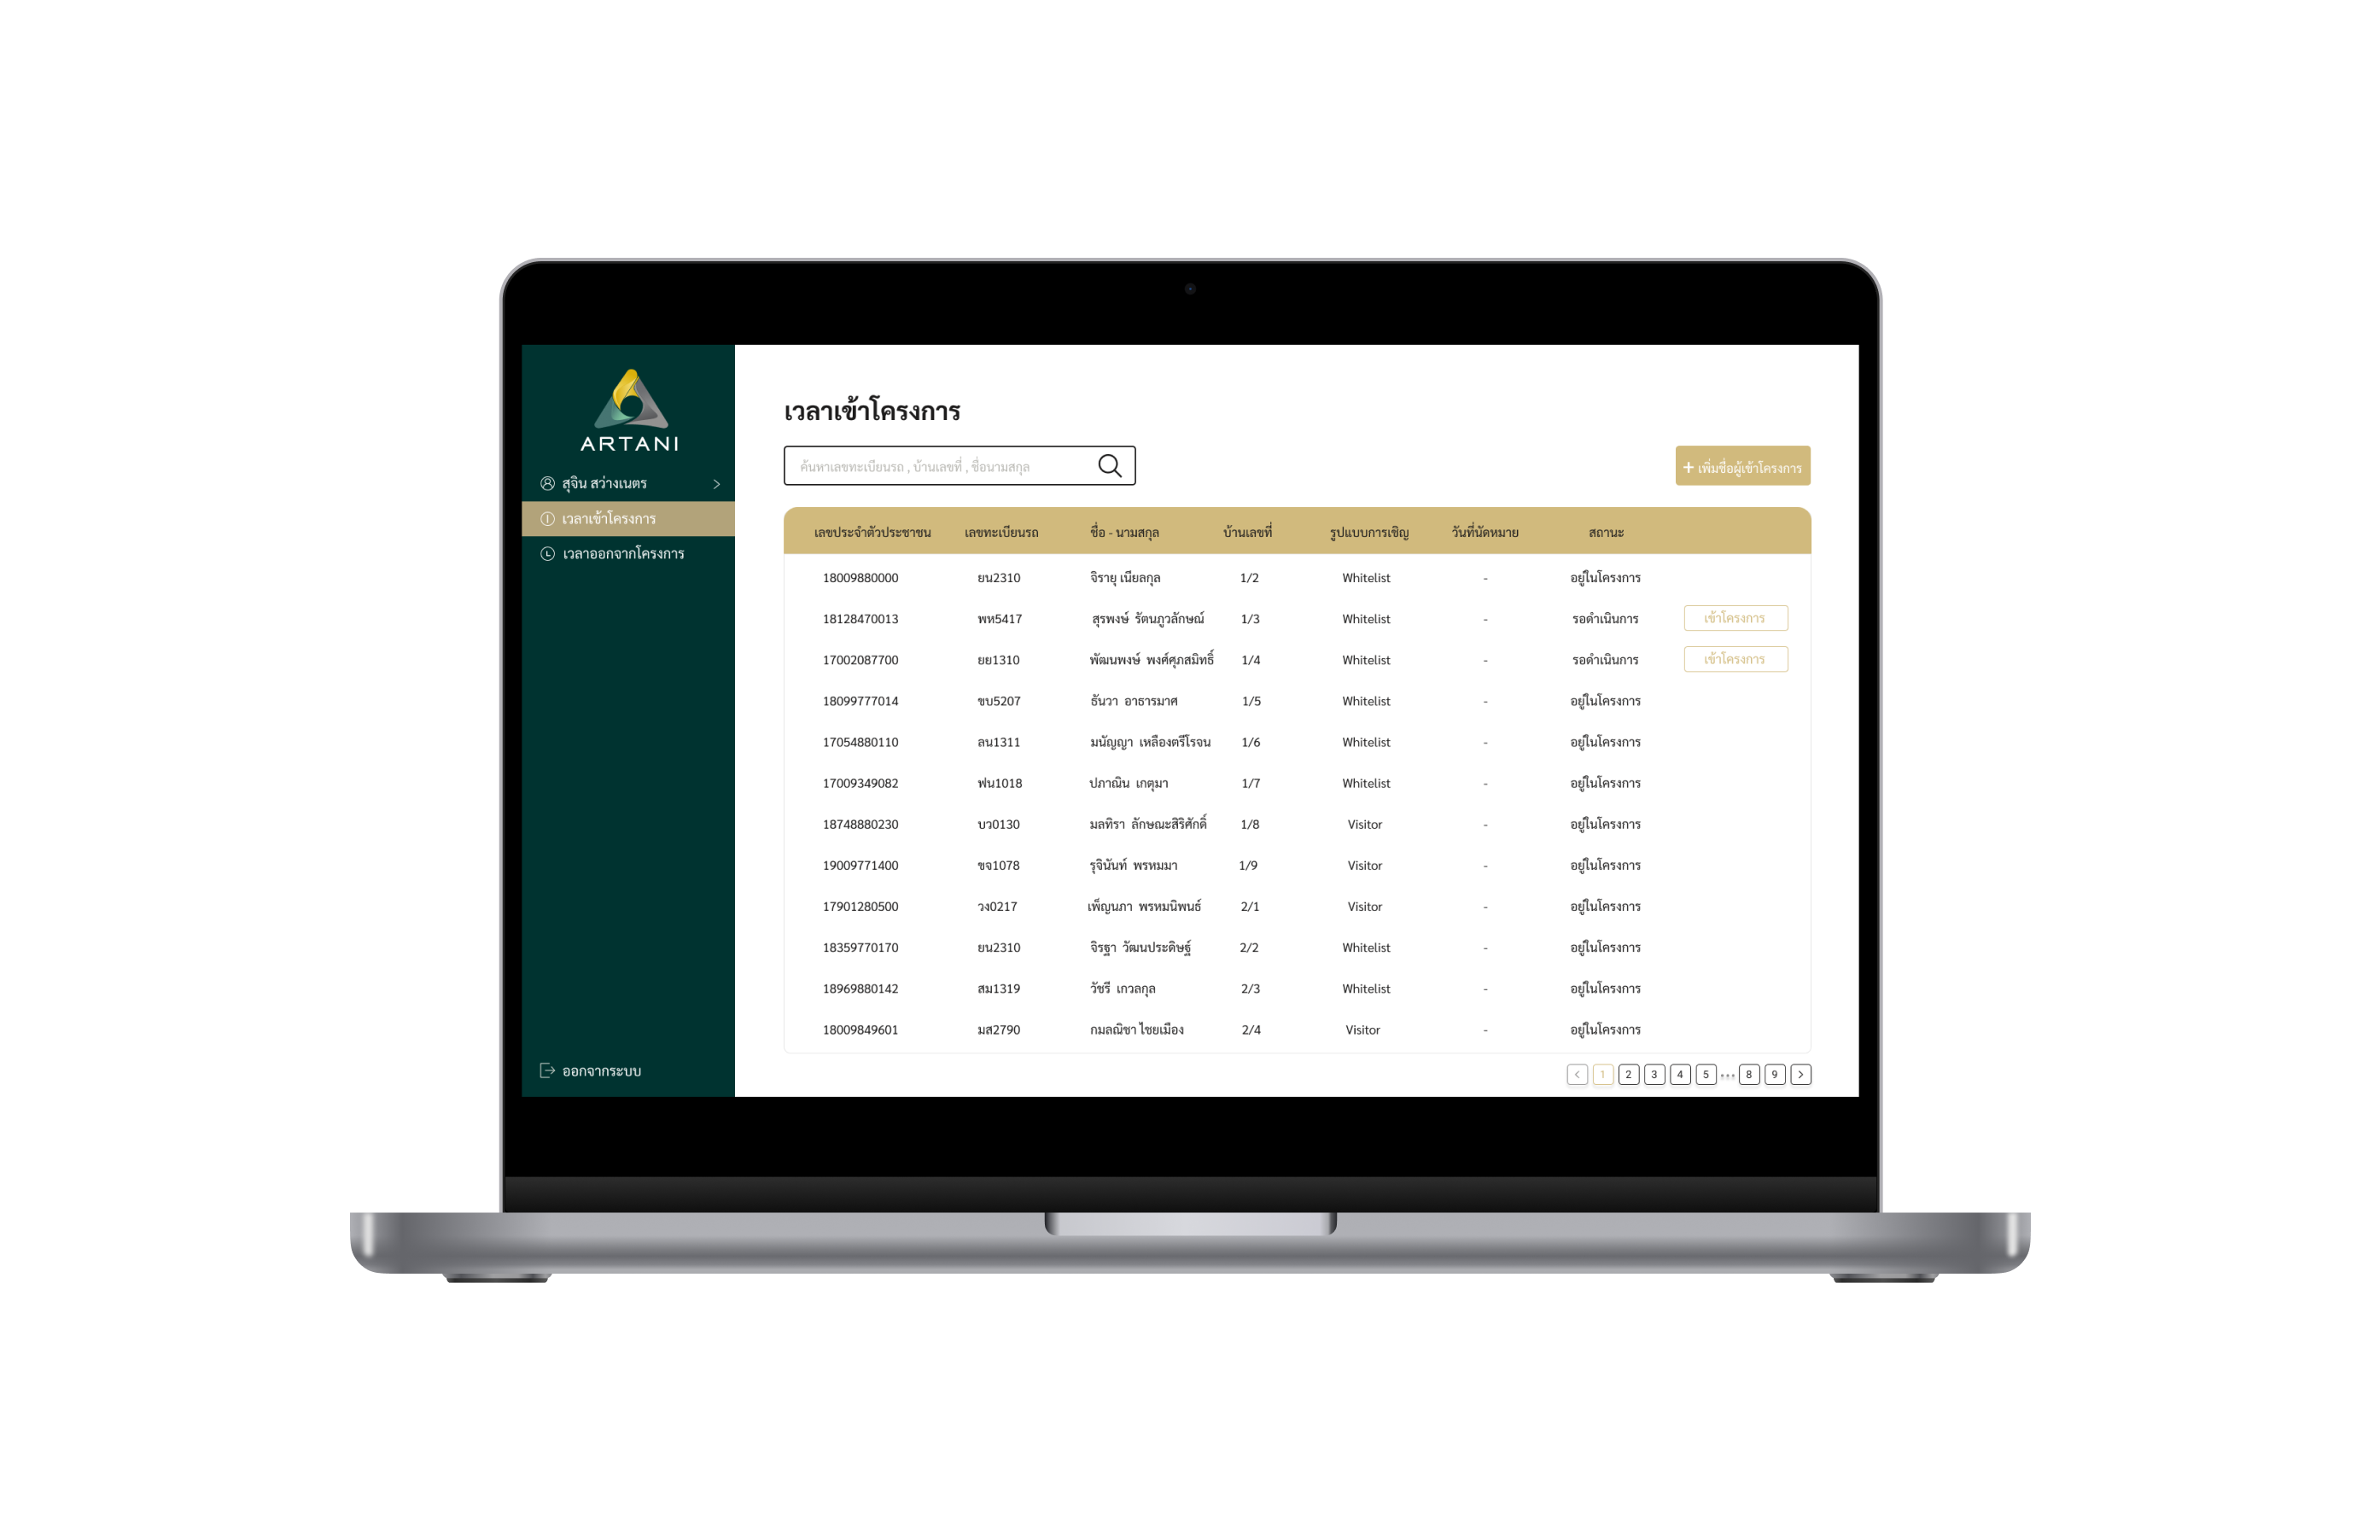 ARTANI
สุจิน สว่างเนตร
เวลาเข้าโครงการ
เวลาออกจากโครงการ
ออกจากระบบ
เวลาเข้าโครงการ
ค้นหาเลขทะเบียนรถ , บ้านเลขที่ , ชื่อนามสกุล
+ เพิ่มชื่อผู้เข้าโครงการ
เลขประจำตัวประชาชน เลขทะเบียนรถ ชื่อ - นามสกุล บ้านเลขที่ รูปแบบการเชิญ วันที่นัดหมาย สถานะ
18009880000 ยน2310 จิรายุ เนียลกุล 1/2 Whitelist - อยู่ในโครงการ
18128470013 พห5417 สุรพงษ์ รัตนภูวลักษณ์ 1/3 Whitelist - รอดำเนินการ เข้าโครงการ
17002087700 ยย1310 พัฒนพงษ์ พงศ์ศุภสมิทธิ์ 1/4 Whitelist - รอดำเนินการ เข้าโครงการ
18099777014 ขบ5207 ธันวา อาธารมาศ 1/5 Whitelist - อยู่ในโครงการ
17054880110 ลน1311 มนัญญา เหลืองตรีโรจน 1/6 Whitelist - อยู่ในโครงการ
17009349082 ฟน1018 ปภาณิน เกตุมา 1/7 Whitelist - อยู่ในโครงการ
18748880230 บว0130 มลทิรา ลักษณะสิริศักดิ์ 1/8 Visitor - อยู่ในโครงการ
19009771400 ขจ1078 รุจินันท์ พรหมมา 1/9 Visitor - อยู่ในโครงการ
17901280500 วง0217 เพ็ญนภา พรหมนิพนธ์ 2/1 Visitor - อยู่ในโครงการ
18359770170 ยน2310 จิรฐา วัฒนประดิษฐ์ 2/2 Whitelist - อยู่ในโครงการ
18969880142 สม1319 วัชรี เกวลกุล 2/3 Whitelist - อยู่ในโครงการ
18009849601 มส2790 กมลณิชา ไชยเมือง 2/4 Visitor - อยู่ในโครงการ
< 1 2 3 4 5 ••• 8 9 >